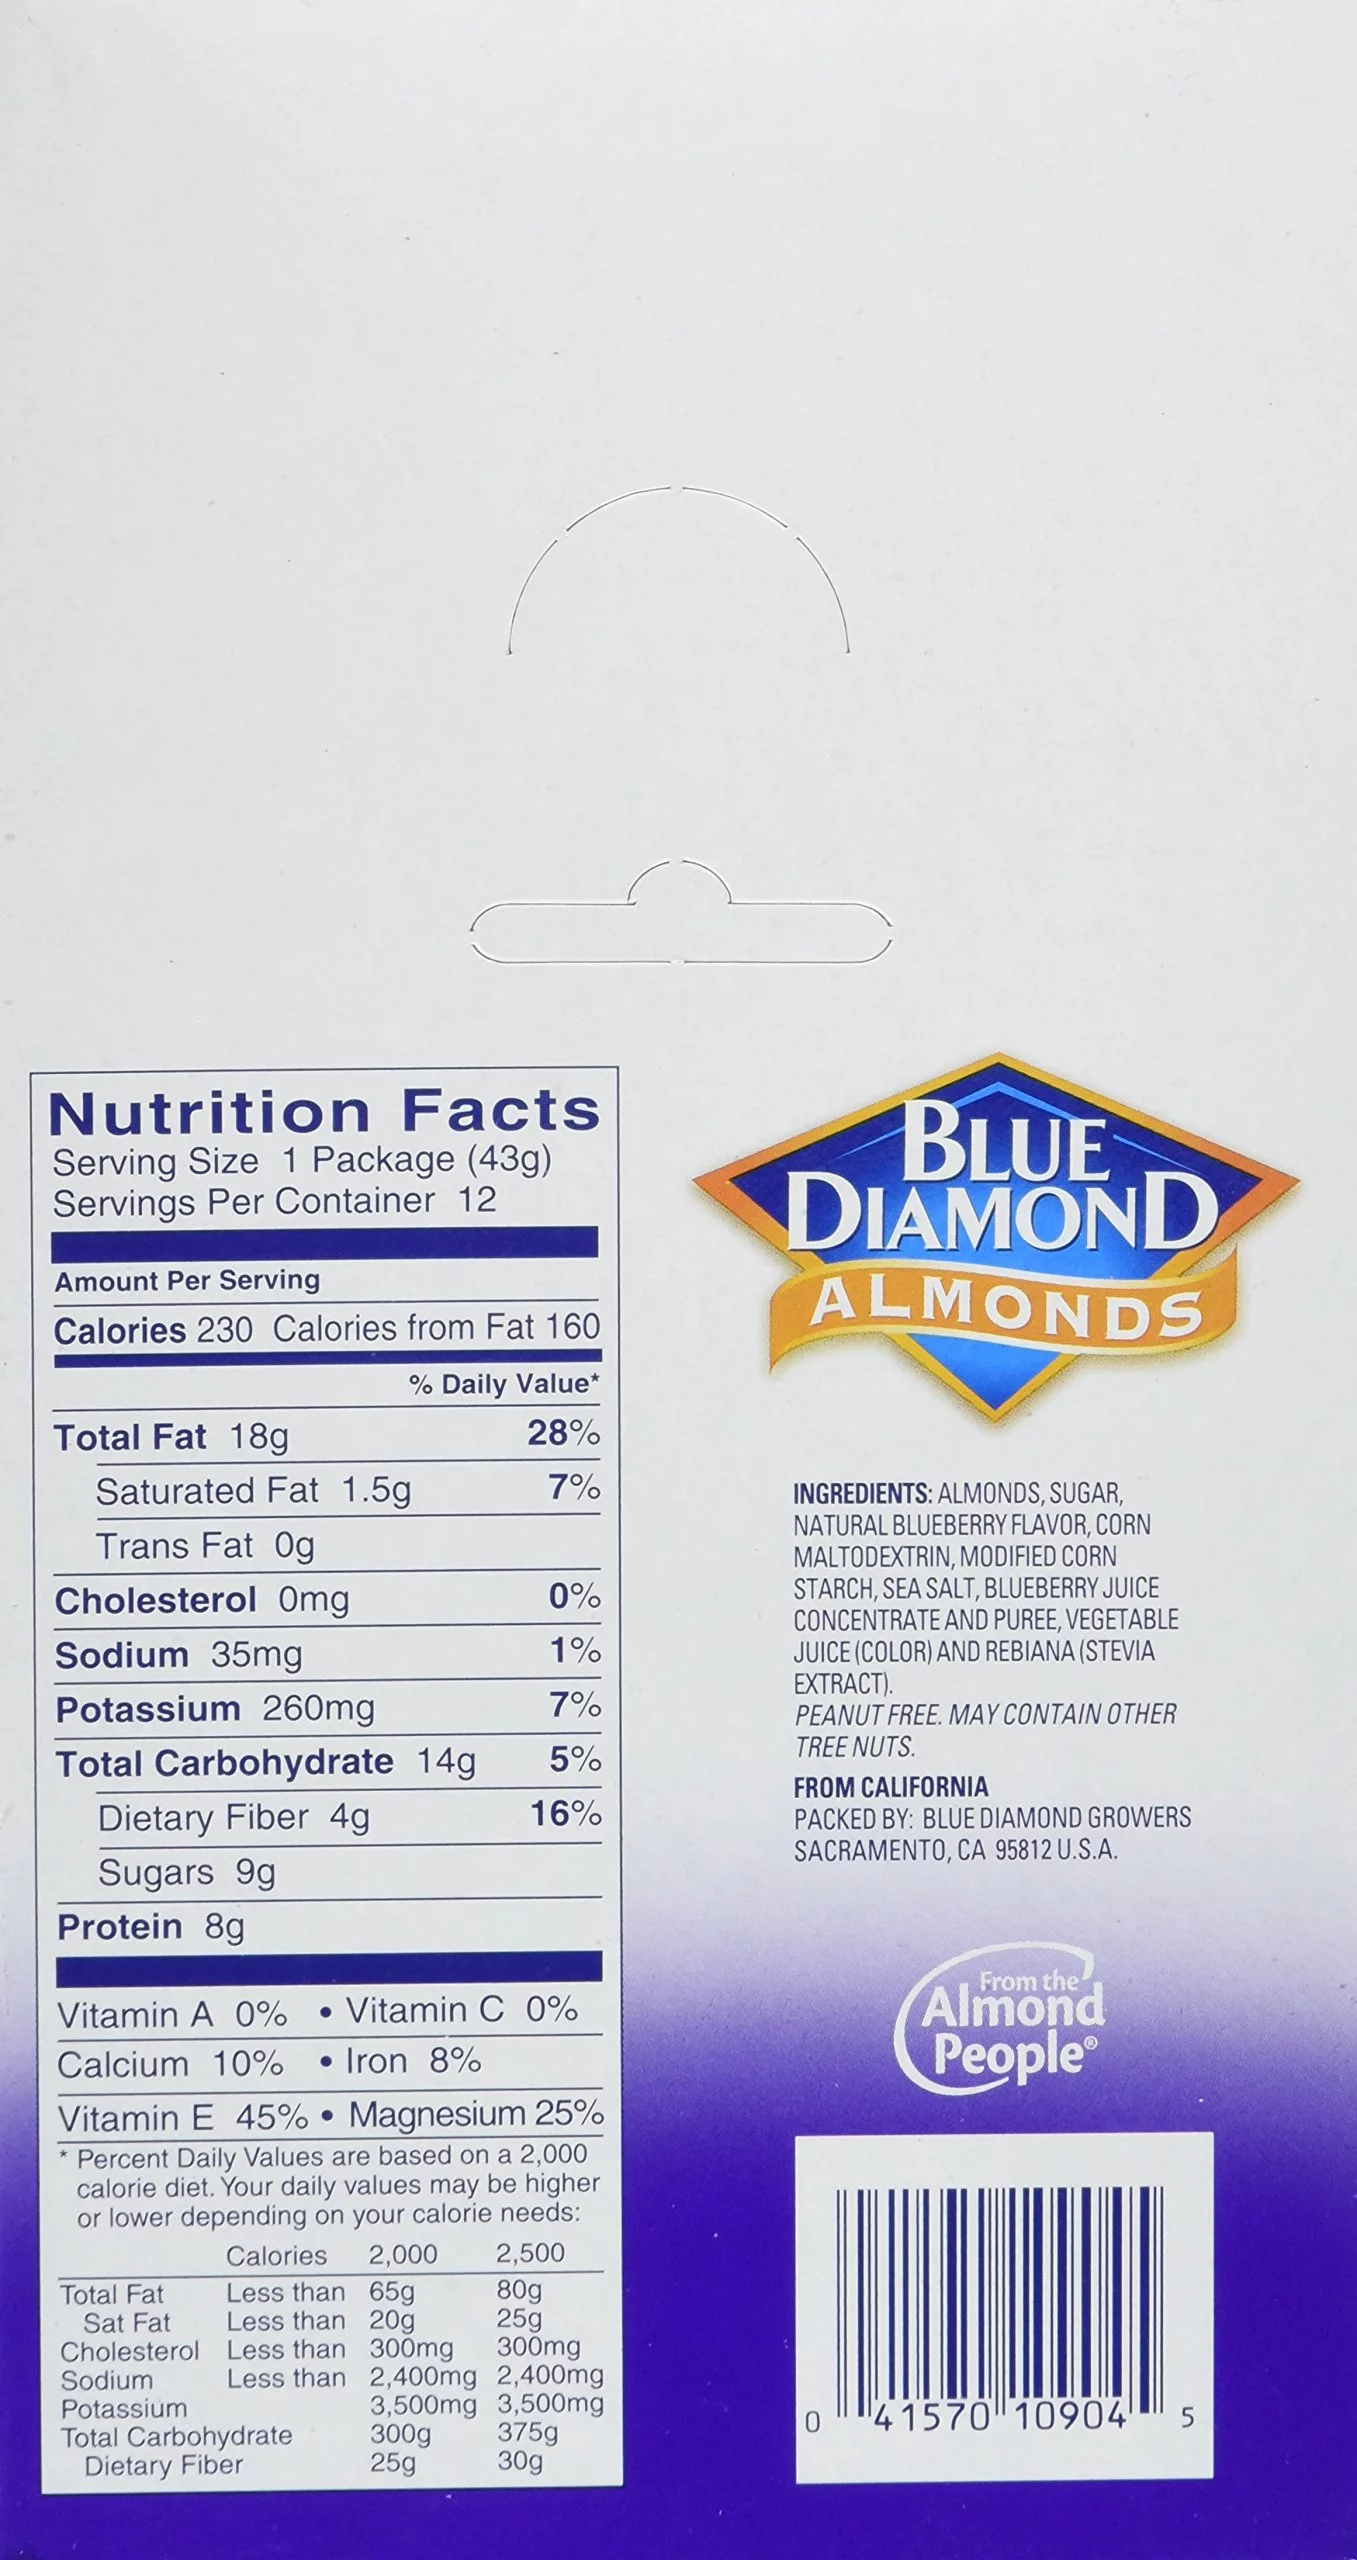 Nutrition Facts
Serving Size 1 Package (43g)
Servings Per Container 12
Amount Per Serving
Calories 230 Calories from Fat 160
% Daily Value*
Total Fat 18g 28%
Saturated Fat 1.5g 7%
Trans Fat 0g
Cholesterol 0mg 0%
Sodium 35mg 1%
Potassium 260mg 7%
Total Carbohydrate 14g 5%
Dietary Fiber 4g 16%
Sugars 9g
Protein 8g
Vitamin A 0% • Vitamin C 0%
Calcium 10% • Iron 8%
Vitamin E 45% • Magnesium 25%
* Percent Daily Values are based on a 2,000
calorie diet. Your daily values may be higher
or lower depending on your calorie needs:
Calories 2,000 2,500
Total Fat Less than 65g 80g
Sat Fat Less than 20g 25g
Cholesterol Less than 300mg 300mg
Sodium Less than 2,400mg 2,400mg
Potassium 3,500mg 3,500mg
Total Carbohydrate 300g 375g
Dietary Fiber 25g 30g
BLUE
DIAMOND
ALMONDS
INGREDIENTS: ALMONDS, SUGAR,
NATURAL BLUEBERRY FLAVOR, CORN
MALTODEXTRIN, MODIFIED CORN
STARCH, SEA SALT, BLUEBERRY JUICE
CONCENTRATE AND PUREE, VEGETABLE
JUICE (COLOR) AND REBIANA (STEVIA
EXTRACT).
PEANUT FREE. MAY CONTAIN OTHER
TREE NUTS.
FROM CALIFORNIA
PACKED BY: BLUE DIAMOND GROWERS
SACRAMENTO, CA 95812 U.S.A.
From the
Almond
People®
0 41570 10904 5